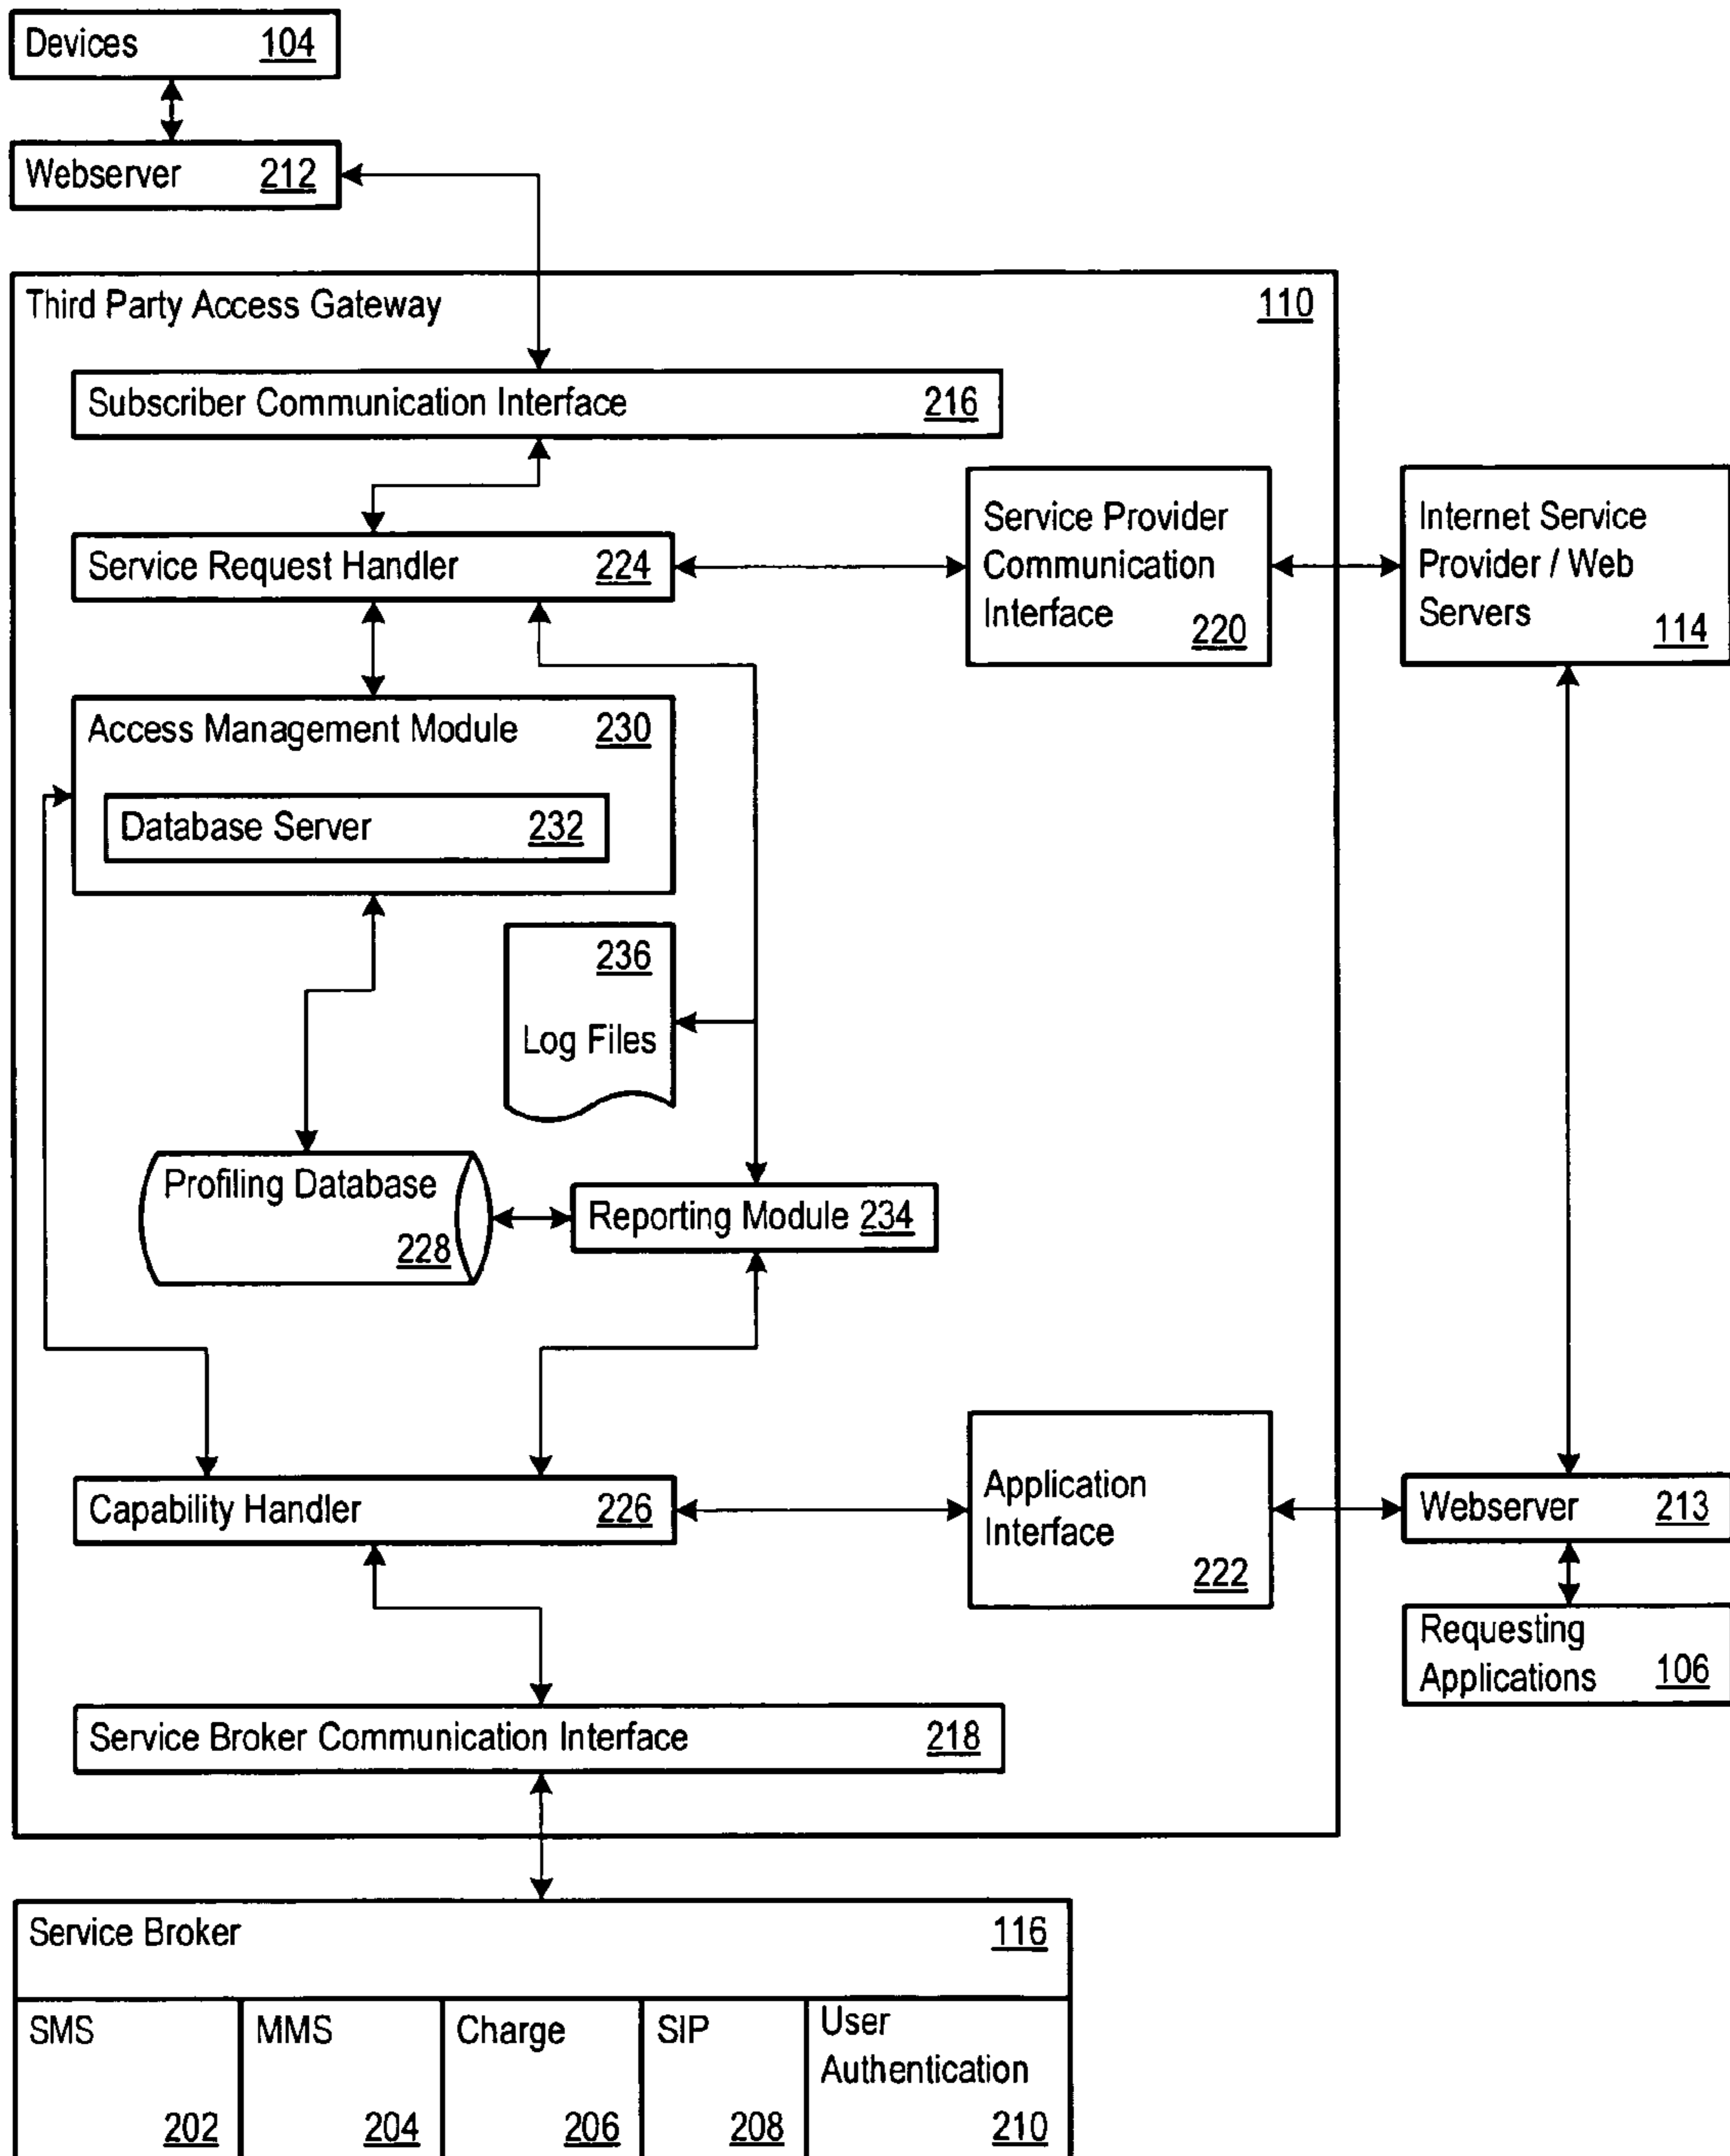 Devices 104
Webserver 212
Third Party Access Gateway 110
Subscriber Communication Interface 216
Service Request Handler 224
Service Provider
Communication
Interface
220
Internet Service
Provider / Web
Servers
114
Access Management Module 230
Database Server 232
236
Log Files
Profiling Database
228
Reporting Module 234
Capability Handler 226
Application
Interface
222
Webserver 213
Requesting
Applications 106
Service Broker Communication Interface 218
Service Broker 116
SMS
202
MMS
204
Charge
206
SIP
208
User
Authentication
210